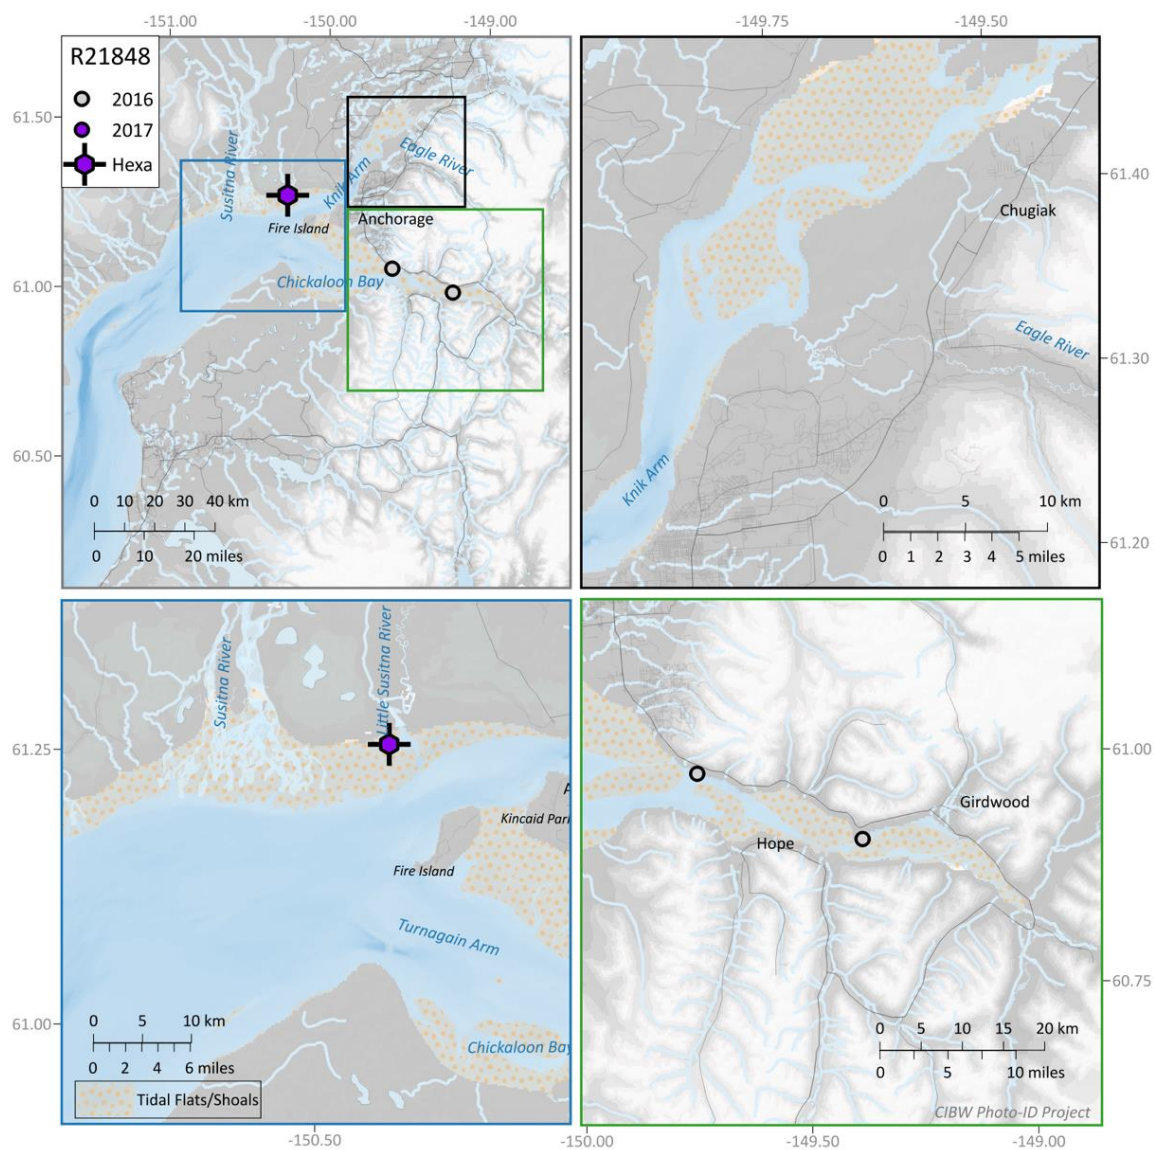 -151.00 -150.00 -149.00 -149.75 -149.50
R21848
2016
2017
Hexa
61.50
61.00
60.50
Susitna River
Knik Arm
Eagle River
Anchorage
Fire Island
Chickaloon Bay
0 10 20 30 40 km
0 10 20 miles
61.40
61.30
61.20
Chugiak
Eagle River
Knik Arm
0 5 10 km
0 1 2 3 4 5 miles
Susitna River
Little Susitna River
61.25
61.00
A
Kincaid Par
Fire Island
Turnagain Arm
Chickaloon Bay
0 5 10 km
0 2 4 6 miles
Tidal Flats/Shoals
-150.50
61.00
60.75
Girdwood
Hope
0 5 10 15 20 km
0 5 10 miles
CIBW Photo-ID Project
-150.00 -149.50 -149.00